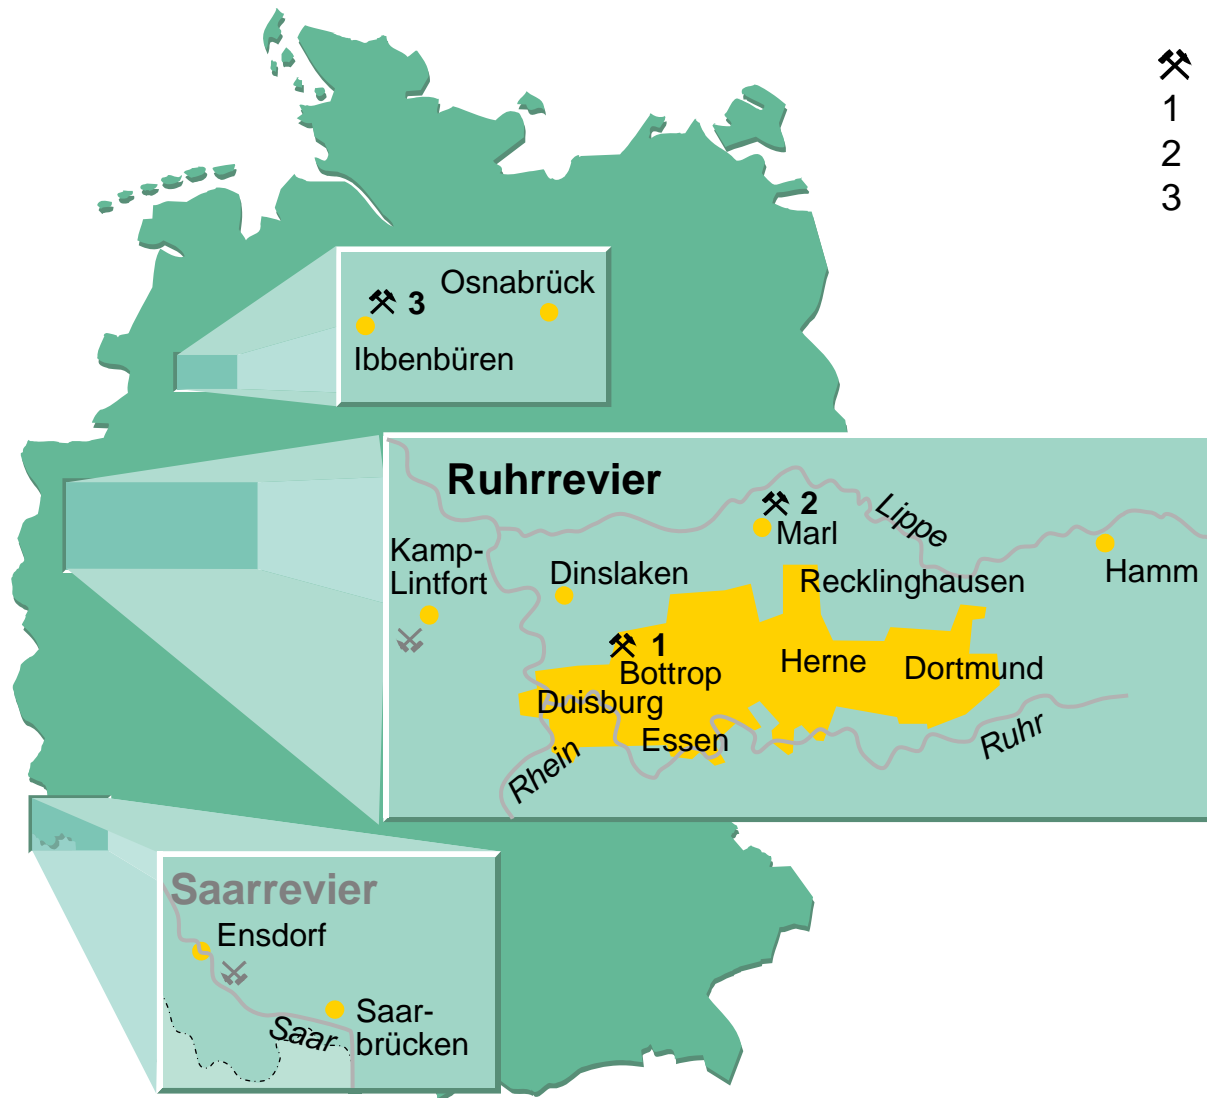 1
2
3
Osnabrück
3
Ibbenbüren
Ruhrrevier
2
Marl
Lippe
Kamp-
Lintfort
Dinslaken
Recklinghausen
Hamm
1
Bottrop
Herne
Dortmund
Duisburg
Essen
Ruhr
Rhein
Saarrevier
Ensdorf
Saar
Saar-
brücken